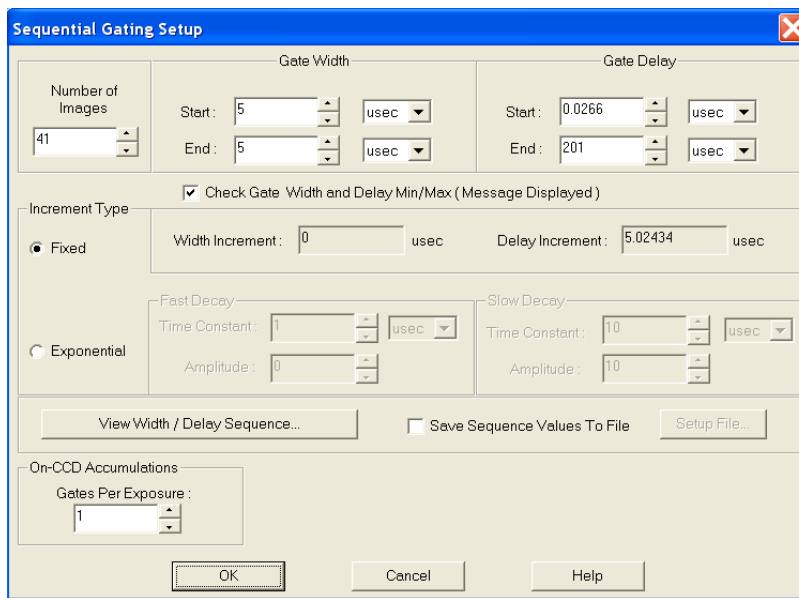 Sequential Gating Setup
Number of Images
41
Gate Width
Start : 5 usec
End : 5 usec
Gate Delay
Start : 0.0266 usec
End : 201 usec
Check Gate Width and Delay Min/Max ( Message Displayed )
Increment Type
Fixed
Width Increment : 0 usec
Delay Increment : 5.02434 usec
Exponential
Fast Decay
Time Constant : 1 usec
Amplitude : 0
Slow Decay
Time Constant : 10 usec
Amplitude : 10
View Width / Delay Sequence...
Save Sequence Values To File
Setup File...
On-CCD Accumulations
Gates Per Exposure :
1
OK
Cancel
Help